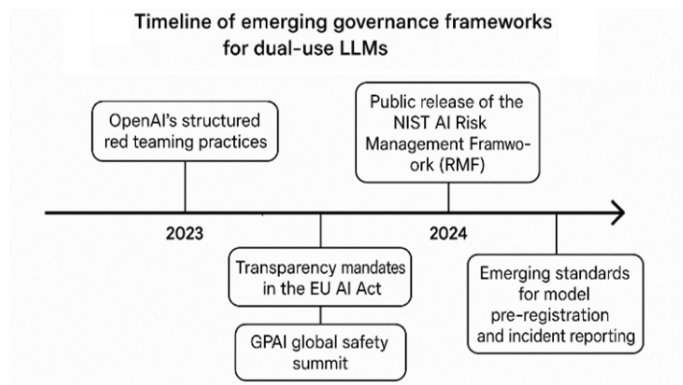 Timeline of emerging governance frameworks
for dual-use LLMs
OpenAI's structured
red teaming practices
Public release of the
NIST AI Risk
Management Framwo-
ork (RMF)
2023
2024
Transparency mandates
in the EU AI Act
GPAI global safety
summit
Emerging standards
for model
pre-registration
and incident reporting